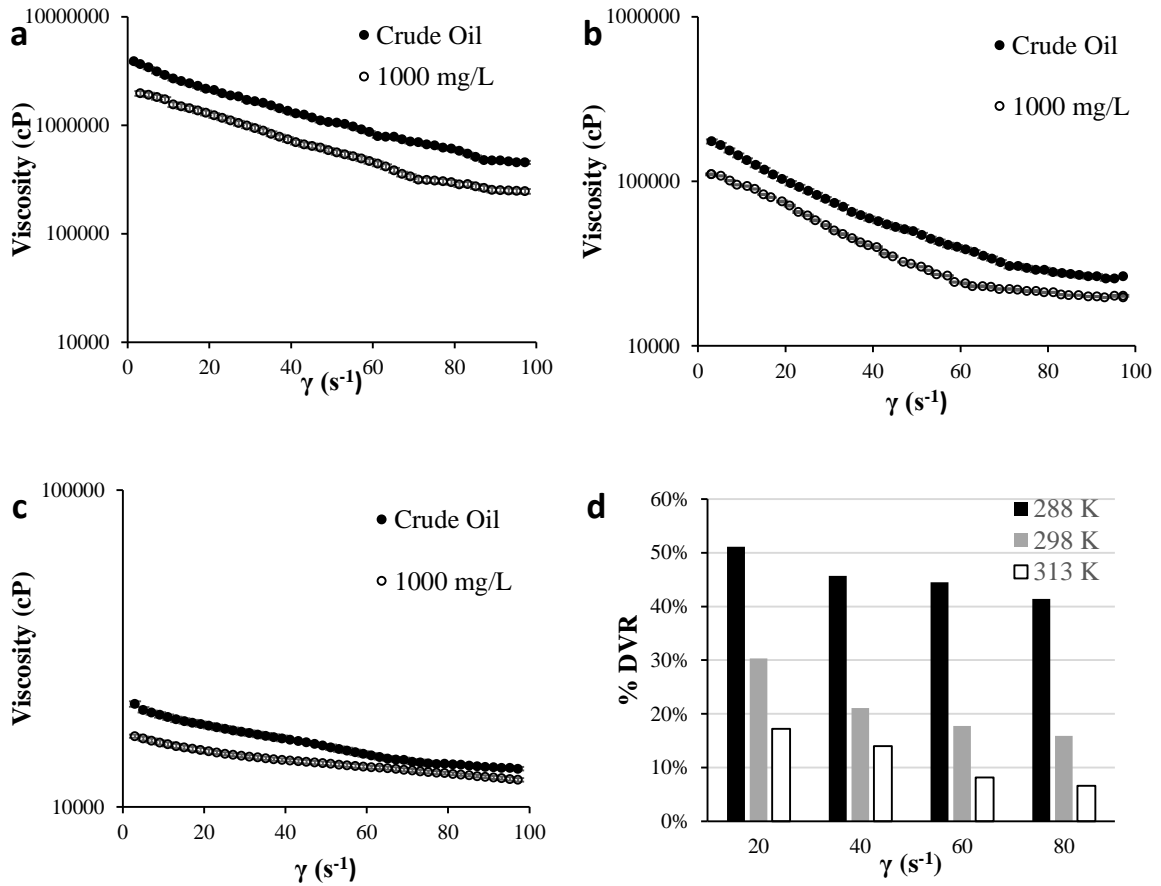 a
10000000
1000000
100000
10000
Viscosity (cP)
Crude Oil
1000 mg/L
0 20 40 60 80 100
γ (s⁻¹)
b
1000000
100000
10000
Viscosity (cP)
Crude Oil
1000 mg/L
0 20 40 60 80 100
γ (s⁻¹)
c
100000
10000
Viscosity (cP)
Crude Oil
1000 mg/L
0 20 40 60 80 100
γ (s⁻¹)
d
60%
50%
40%
30%
20%
10%
0%
% DVR
288 K
298 K
313 K
20 40 60 80
γ (s⁻¹)